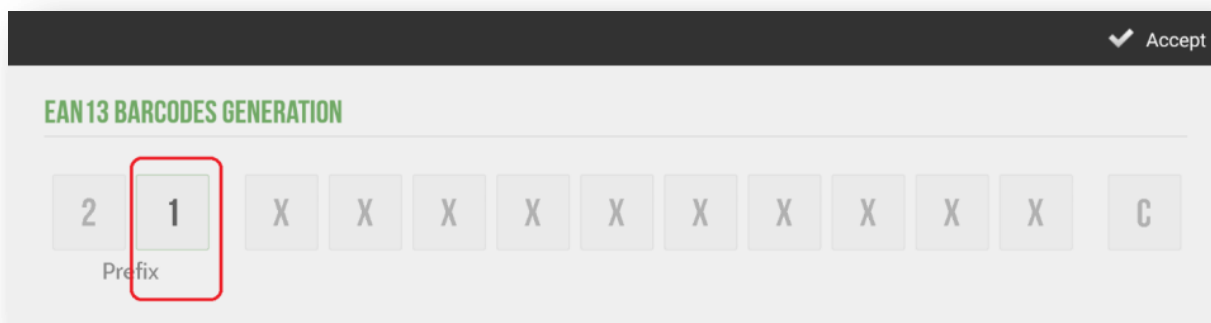 Accept
EAN13 BARCODES GENERATION
2 1 X X X X X X X X X X C
Prefix